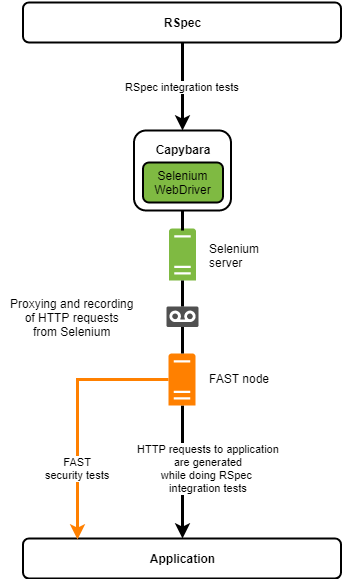 RSpec
RSpec integration tests
Capybara
Selenium
WebDriver
Selenium
server
Proxying and recording
of HTTP requests
from Selenium
FAST node
FAST
security tests
HTTP requests to application
are generated
while doing RSpec
integration tests
Application